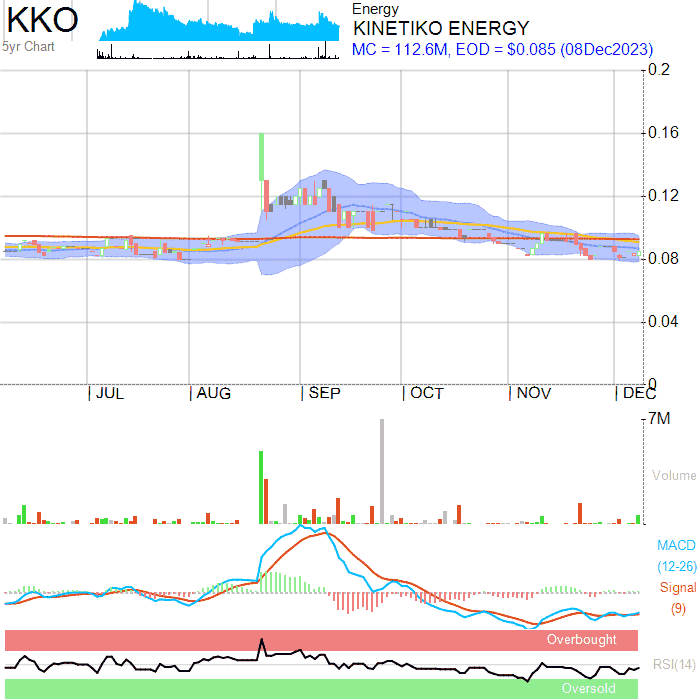 KKO
5yr Chart
Energy
KINETIKO ENERGY
MC = 112.6M, EOD = $0.085 (08Dec2023)
0.2
0.16
0.12
0.08
0.04
0
JUL AUG SEP OCT NOV DEC
7M
Volume
MACD
(12-26)
Signal
(9)
Overbought
RSI(14)
Oversold